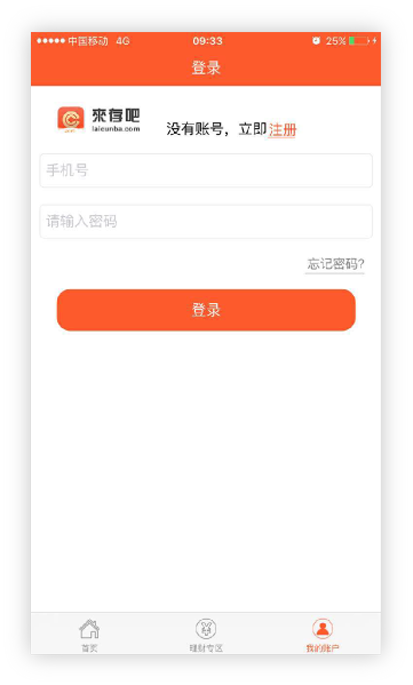 中国移动 4G 09:33 25%
登录
來存吧
laicunba.com
没有账号，立即注册
手机号
请输入密码
忘记密码?
登录
首页 理财专区 我的账户